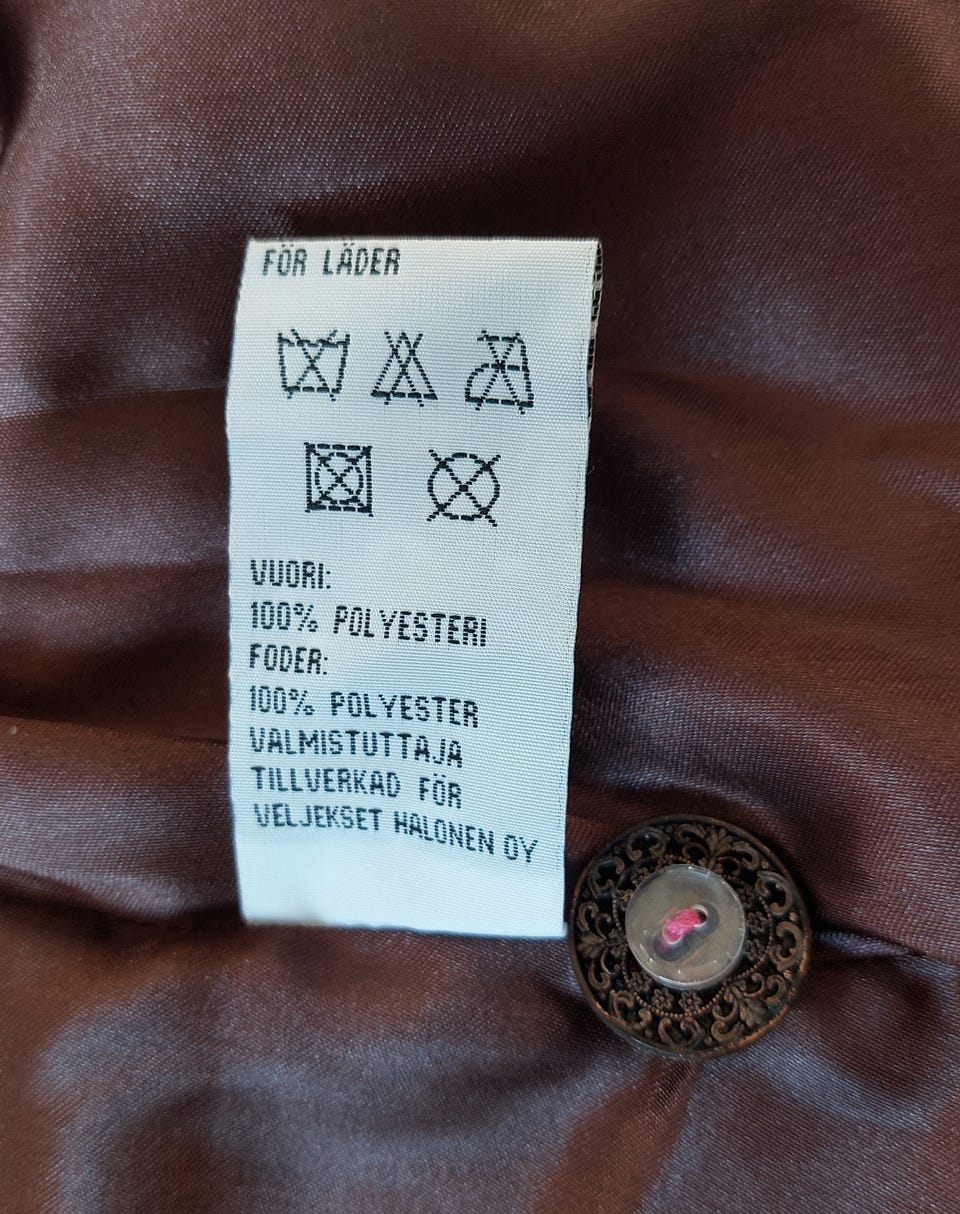 FÖR LÄDER
VUORI:
100% POLYESTERI
FODER:
100% POLYESTER
VALMISTUTTAJA
TILLVERKAD FÖR
VELJEKSET HALONEN OY